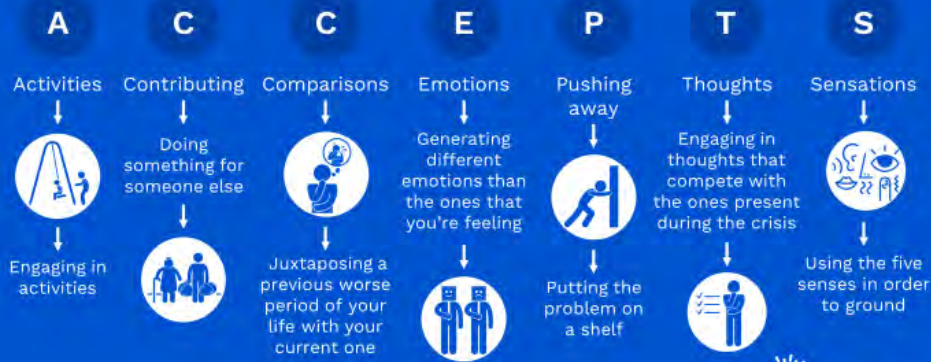 A
C
C
E
P
T
S
Activities
Contributing
Comparisons
Emotions
Pushing
away
Thoughts
Sensations
Engaging in
activities
Doing
something for
someone else
Juxtaposing a
previous worse
period of your
life with your
current one
Generating
different
emotions than
the ones that
you're feeling
Putting the
problem on
a shelf
Engaging in
thoughts that
compete with
the ones present
during the crisis
Using the five
senses in order
to ground